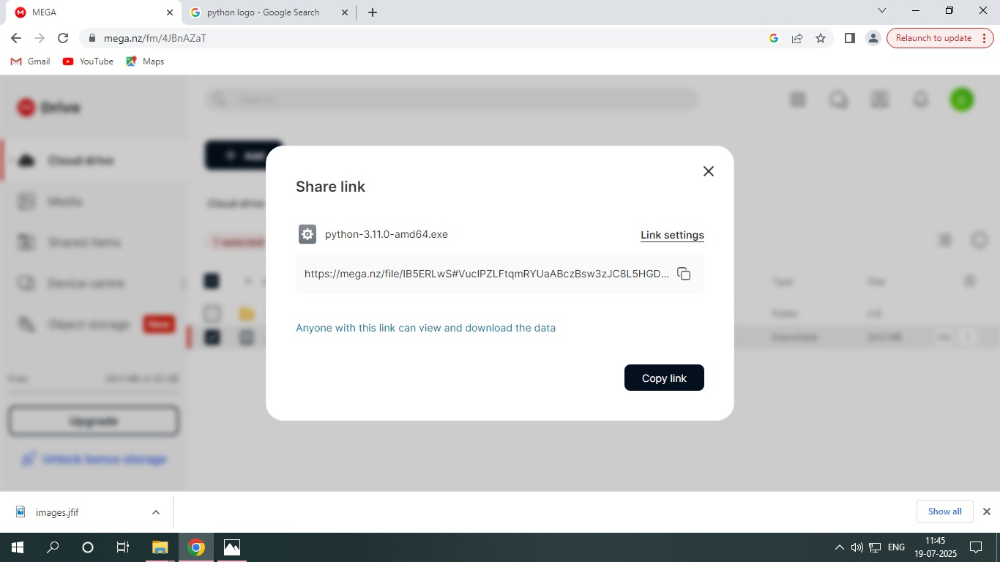 MEGA
python logo - Google Search
mega.nz/fm/4JBnAZaT
Relaunch to update
Gmail
YouTube
Maps
Drive
Search
Cloud drive
Add
Media
Cloud drive
Shared items
1 selected
Device centre
Type
Size
Object storage
New
Folder
Free
Upgrade
Unlock bonus storage
Share link
python-3.11.0-amd64.exe
Link settings
https://mega.nz/file/IB5ERLwS#VucIPZLFtqmRYUaABczBsw3zJC8L5HGD...
Anyone with this link can view and download the data
Copy link
images.jfif
Show all
ENG
11:45
19-07-2025